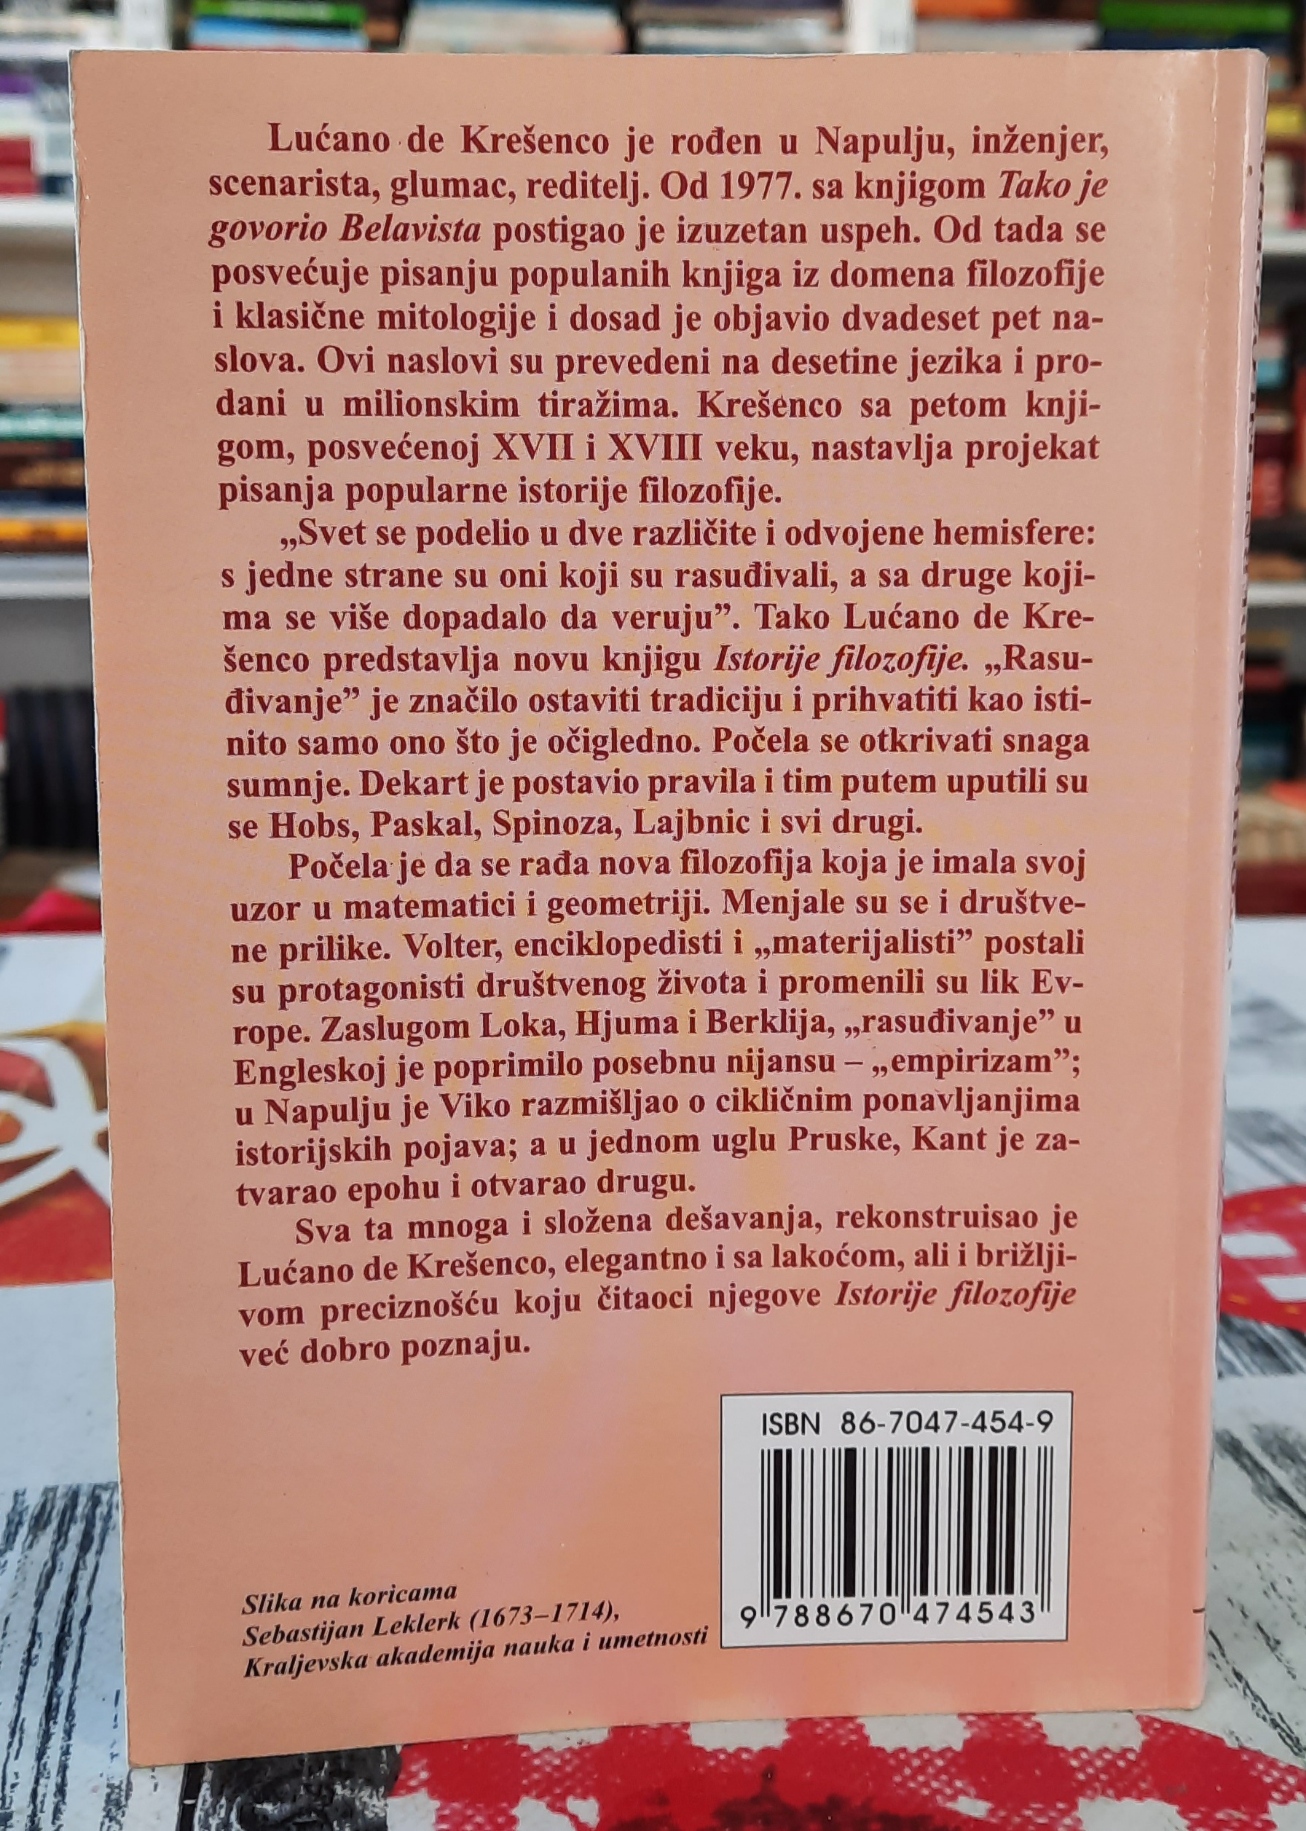 Lućano de Krešenco je rođen u Napulju, inženjer,
scenarista, glumac, reditelj. Od 1977. sa knjigom Tako je
govorio Belavista postigao je izuzetan uspeh. Od tada se
posvećuje pisanju populanih knjiga iz domena filozofije
i klasične mitologije i dosad je objavio dvadeset pet na-
slova. Ovi naslovi su prevedeni na desetine jezika i pro-
dani u milionskim tiražima. Krešenco sa petom knji-
gom, posvećenoj XVII i XVIII veku, nastavlja projekat
pisanja popularne istorije filozofije.
„Svet se podelio u dve različite i odvojene hemisfere:
s jedne strane su oni koji su rasuđivali, a sa druge koji-
ma se više dopadalo da veruju”. Tako Lućano de Kre-
šenco predstavlja novu knjigu Istorije filozofije. „Rasu-
đivanje” je značilo ostaviti tradiciju i prihvatiti kao isti-
nito samo ono što je očigledno. Počela se otkrivati snaga
sumnje. Dekart je postavio pravila i tim putem uputili su
se Hobs, Paskal, Spinoza, Lajbnic i svi drugi.
Počela je da se rađa nova filozofija koja je imala svoj
uzor u matematici i geometriji. Menjale su se i društve-
ne prilike. Volter, enciklopedisti i „materijalisti” postali
su protagonisti društvenog života i promenili su lik Ev-
rope. Zaslugom Loka, Hjuma i Berklija, „rasuđivanje” u
Engleskoj je poprimilo posebnu nijansu – „empirizam”;
u Napulju je Viko razmišljao o cikličnim ponavljanjima
istorijskih pojava; a u jednom uglu Pruske, Kant je za-
tvarao epohu i otvarao drugu.
Sva ta mnoga i složena dešavanja, rekonstruisao je
Lućano de Krešenco, elegantno i sa lakoćom, ali i brižlji-
vom preciznošću koju čitaoci njegove Istorije filozofije
već dobro poznaju.
ISBN 86-7047-454-9
9 788670 474543
Slika na koricama
Sebastijan Leklerk (1673–1714),
Kraljevska akademija nauka i umetnosti